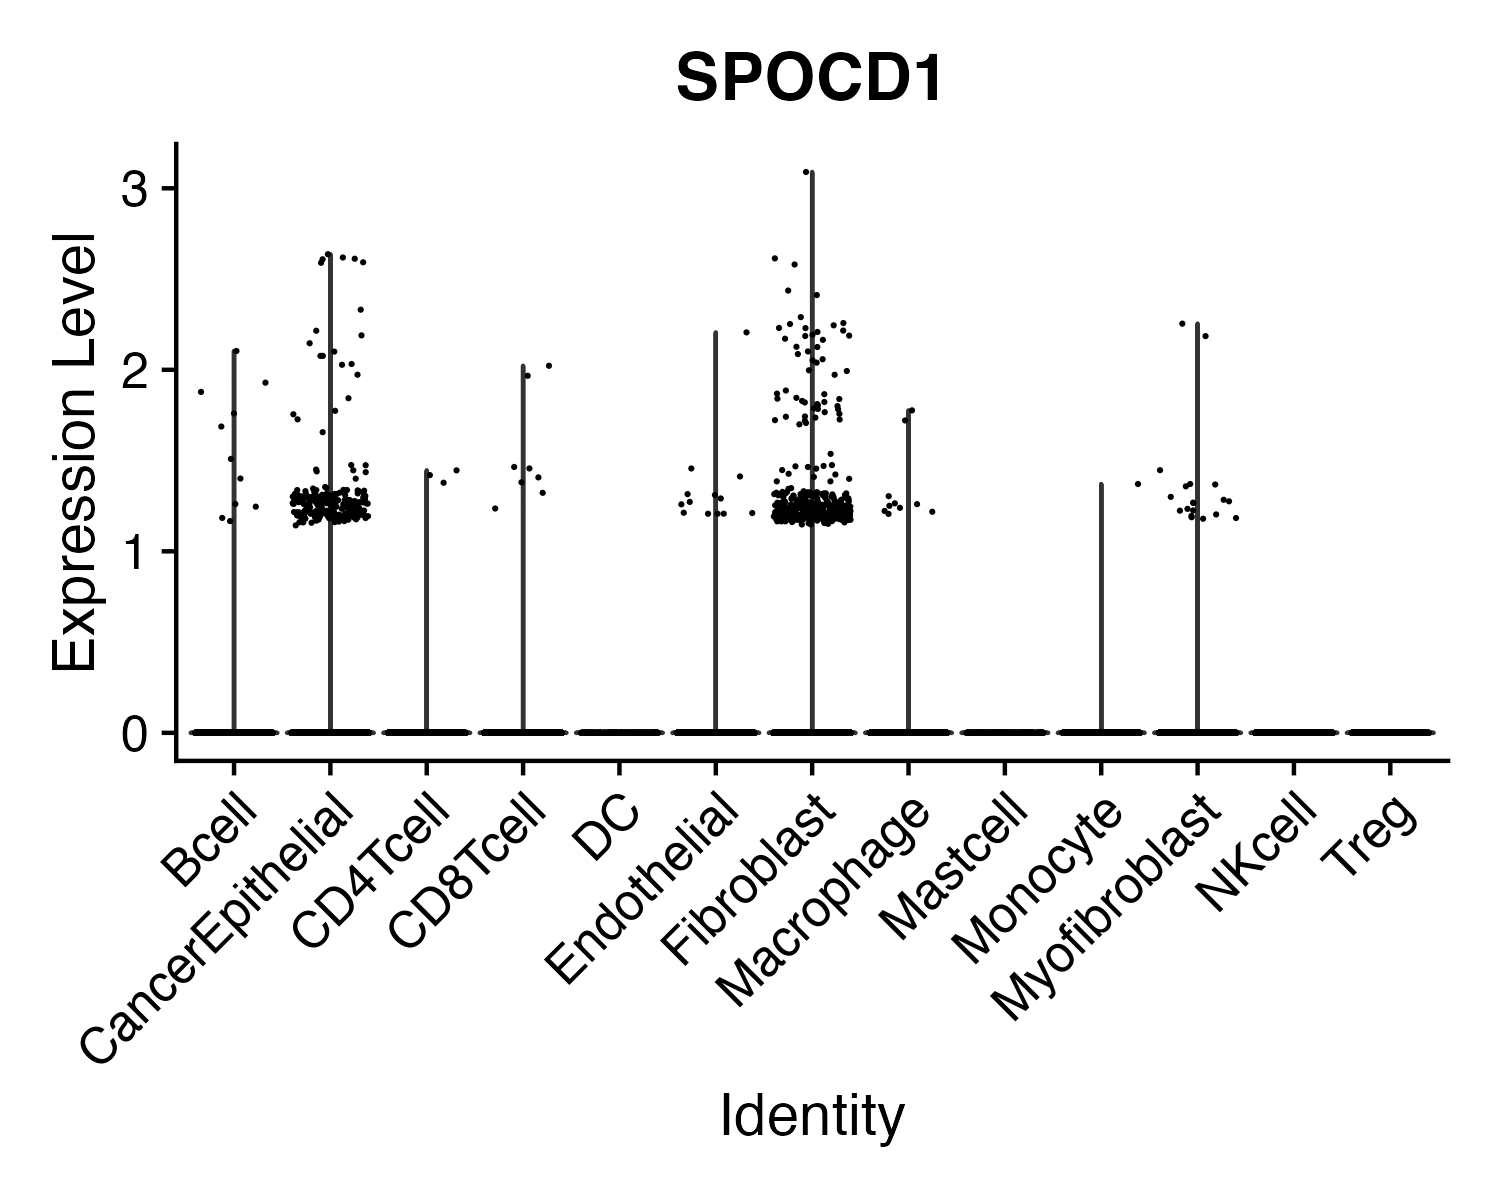 SPOCD1
Expression Level
3
2
1
0
Bcell
CancerEpithelial
CD4Tcell
CD8Tcell
DC
Endothelial
Fibroblast
Macrophage
Mastcell
Monocyte
Myofibroblast
NKcell
Treg
Identity